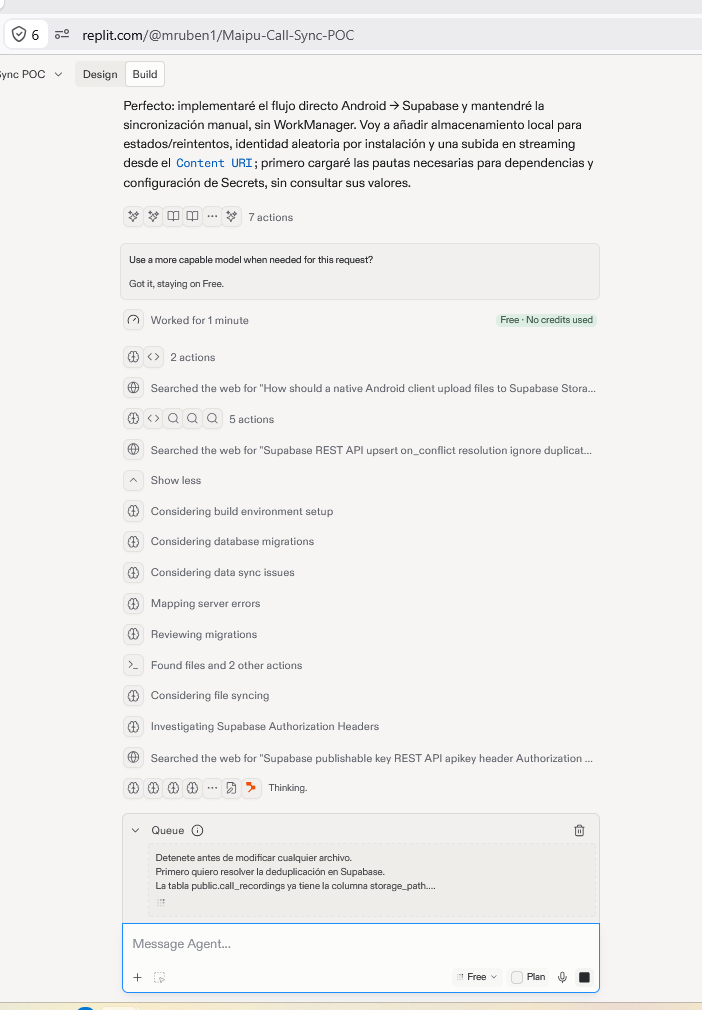 6 replit.com/@mruben1/Maipu-Call-Sync-POC
Sync POC Design Build
Perfecto: implementaré el flujo directo Android → Supabase y mantendré la
sincronización manual, sin WorkManager. Voy a añadir almacenamiento local para
estados/reintentos, identidad aleatoria por instalación y una subida en streaming
desde el Content URI; primero cargaré las pautas necesarias para dependencias y
configuración de Secrets, sin consultar sus valores.
7 actions
Use a more capable model when needed for this request?
Got it, staying on Free.
Worked for 1 minute Free · No credits used
2 actions
Searched the web for "How should a native Android client upload files to Supabase Stora...
5 actions
Searched the web for "Supabase REST API upsert on_conflict resolution ignore duplicat...
Show less
Considering build environment setup
Considering database migrations
Considering data sync issues
Mapping server errors
Reviewing migrations
Found files and 2 other actions
Considering file syncing
Investigating Supabase Authorization Headers
Searched the web for "Supabase publishable key REST API apikey header Authorization ...
Thinking.
Queue
Detenete antes de modificar cualquier archivo.
Primero quiero resolver la deduplicación en Supabase.
La tabla public.call_recordings ya tiene la columna storage_path....
Message Agent...
Free Plan